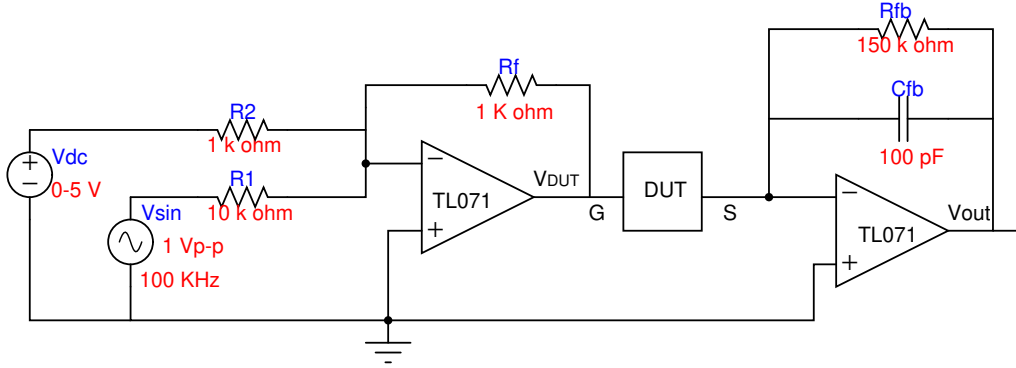 Rfb
150 k ohm
Cfb
100 pF
Rf
1 K ohm
R2
1 k ohm
Vdc
0-5 V
R1
10 k ohm
Vsin
1 Vp-p
100 KHz
−
TL071
+
VDUT
G
DUT
S
−
TL071
+
Vout
+
−